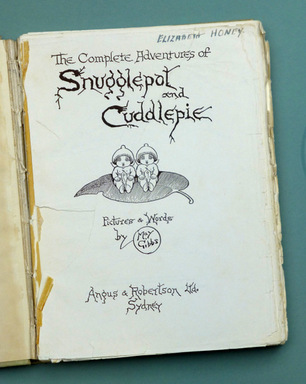 ELIZABETH HONEY
The Complete Adventures of
Snugglepot
and
Cuddlepie
Pictures & Words
by May
Gibbs
Angus & Robertson Ltd.
Sydney